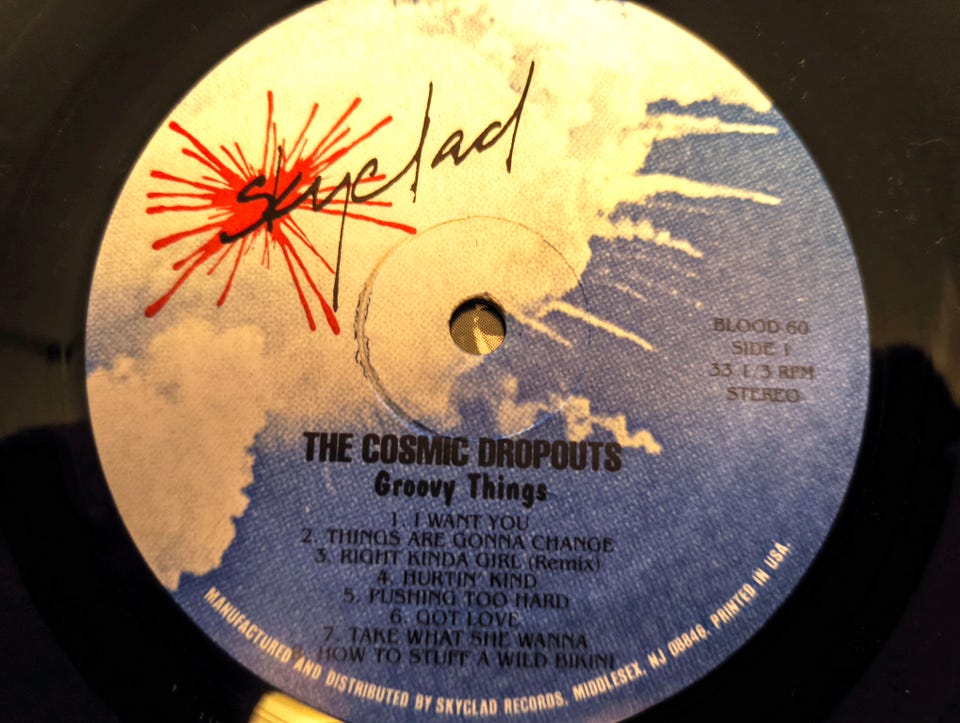 skyclad
BLOOD 60
SIDE 1
33 1/3 RPM
STEREO
THE COSMIC DROPOUTS
Groovy Things
1. I WANT YOU
2. THINGS ARE GONNA CHANGE
3. RIGHT KINDA GIRL (Remix)
4. HURTIN' KIND
5. PUSHING TOO HARD
6. GOT LOVE
7. TAKE WHAT SHE WANNA
8. HOW TO STUFF A WILD BIKINI
MANUFACTURED AND DISTRIBUTED BY SKYCLAD RECORDS, MIDDLESEX, NJ 08846. PRINTED IN USA.